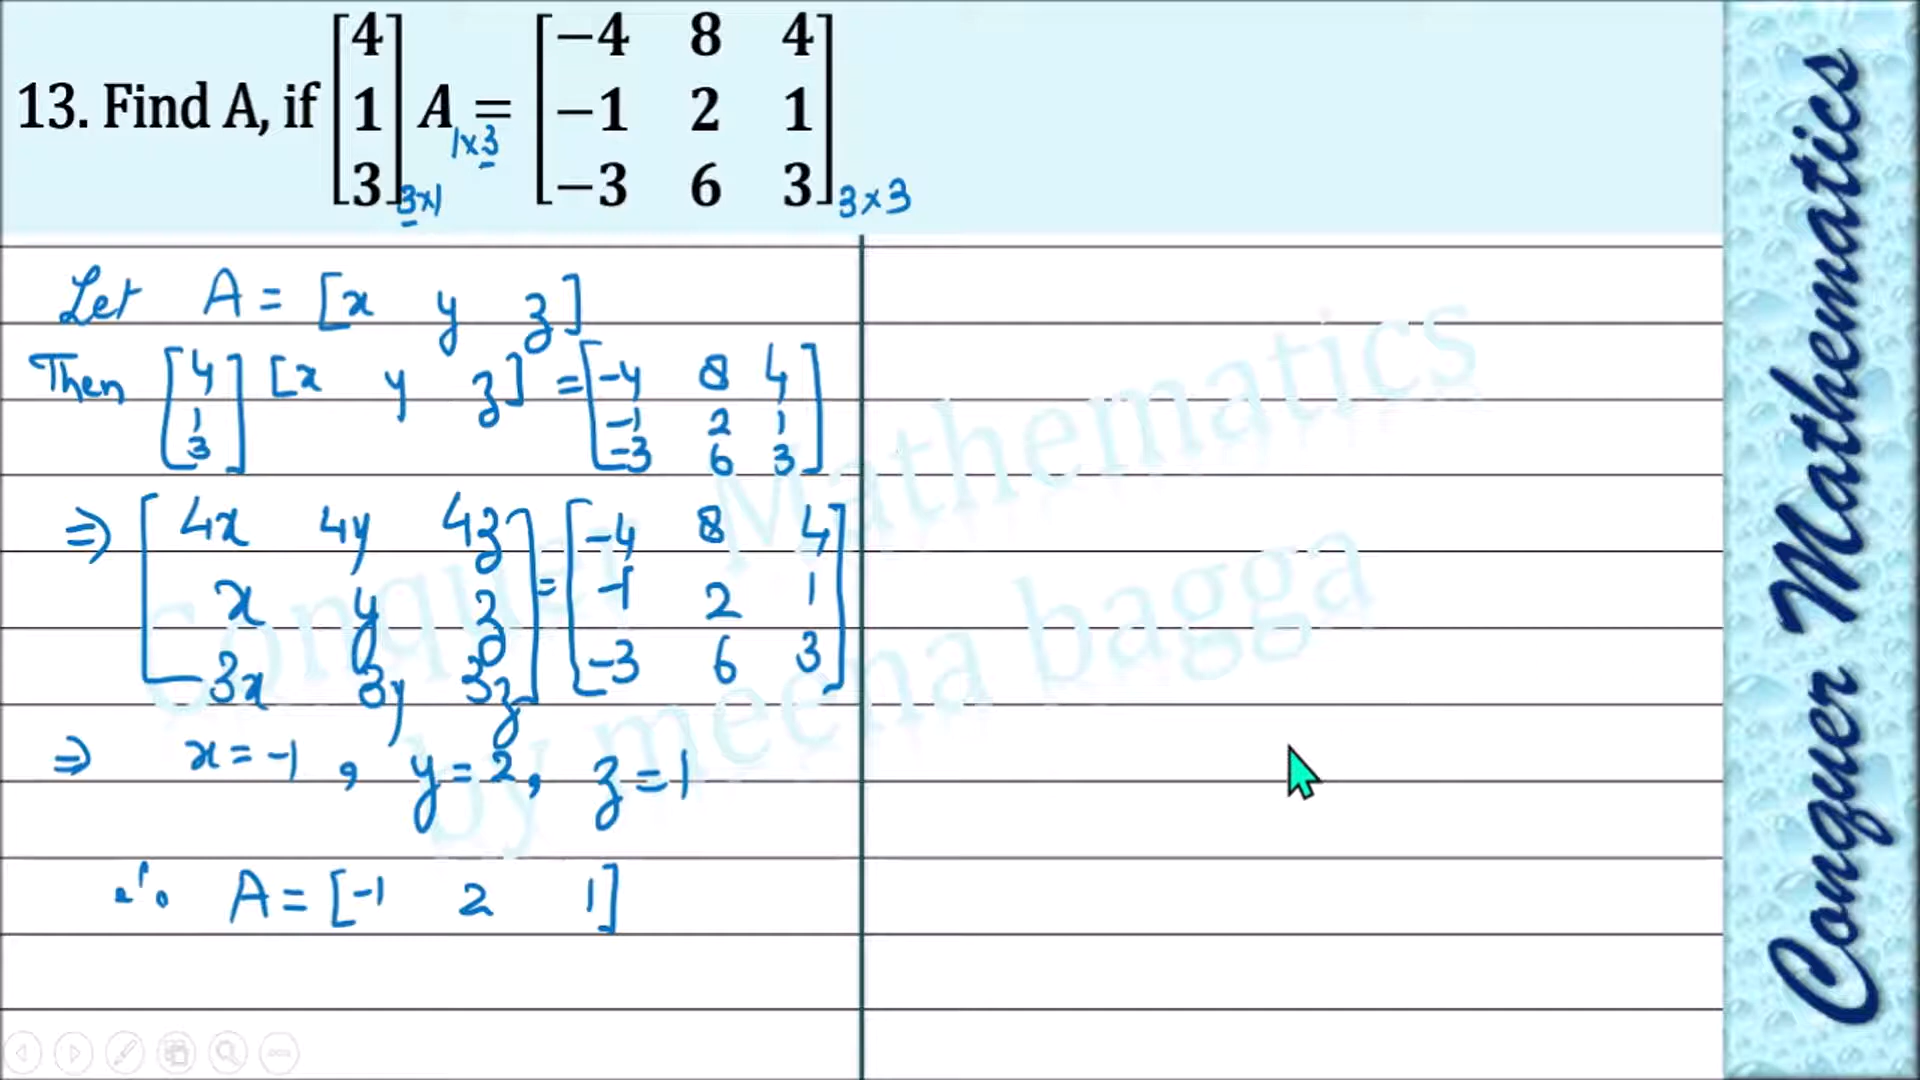 13. Find A, if [4 1 3] 3×1 A 1×3 = [−4 8 4
−1 2 1
−3 6 3] 3×3
Let A = [x y z]
Then [4 1 3] [x y z] = [-4 8 4
-1 2 1
-3 6 3]
⇒ [4x 4y 4z
x y z
3x 3y 3z] = [-4 8 4
-1 2 1
-3 6 3]
⇒ x = -1, y = 2, z = 1
∴ A = [-1 2 1]
Conquer Mathematics
by meena bagga
Conquer Mathematics